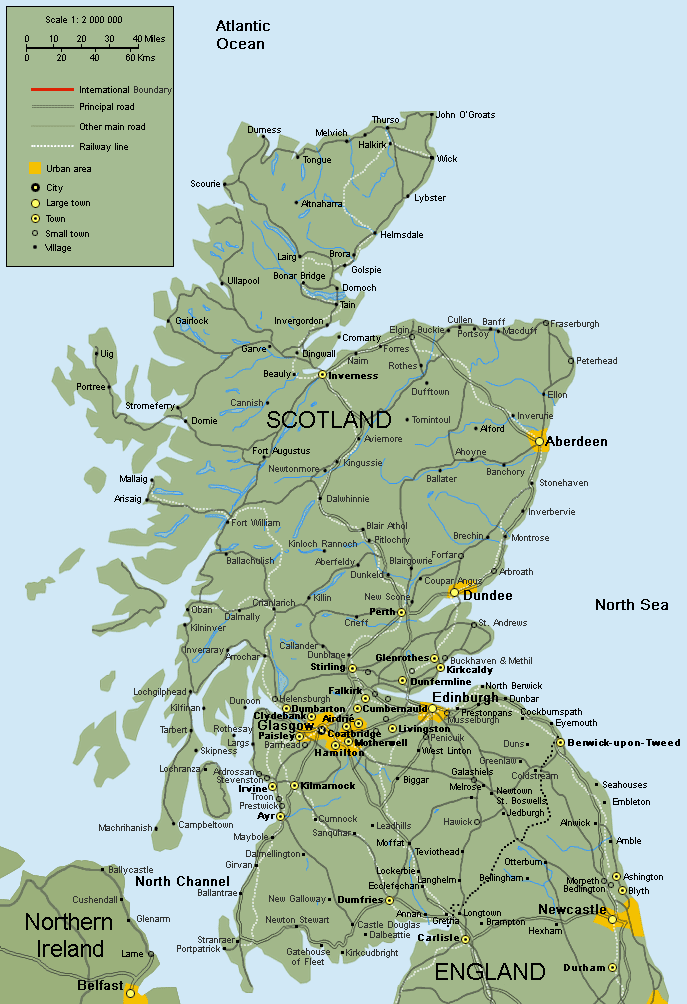 Scale 1: 2 000 000
0 10 20 30 40 Miles
0 20 40 60 Kms
International Boundary
Principal road
Other main road
Railway line
Urban area
City
Large town
Town
Small town
Village
Atlantic
Ocean
John O'Groats
Thurso
Durness
Melvich
Halkirk
Tongue
Wick
Scourie
Altnaharra
Lybster
Helmsdale
Lairg
Brora
Golspie
Bonar Bridge
Ullapool
Dornoch
Tain
Gairlock
Invergordon
Cromarty
Elgin
Buckie
Cullen
Portsoy
Banff
Macduff
Fraserburgh
Garve
Dingwall
Forres
Nairn
Uig
Peterhead
Beauly
Inverness
Rothes
Portree
Dufftown
Ellon
Stromeferry
Cannish
Dornie
SCOTLAND
Tomintoul
Inverurie
Alford
Aviemore
Aberdeen
Fort Augustus
Ahoyne
Kingussie
Newtonmore
Banchory
Mallaig
Ballater
Stonehaven
Arisaig
Dalwhinnie
Inverbervie
Fort William
Blair Athol
Pitlochry
Brechin
Montrose
Kinloch Rannoch
Ballacholish
Aberfeldy
Blairgowrie
Forfar
Dunkeld
Coupar Angus
Arbroath
Killin
New Scone
Dundee
Oban
Crianlarich
Dalmally
Perth
North Sea
Crieff
St. Andrews
Kilninver
Inveraray
Callander
Arrochar
Dunblane
Glenrothes
Buckhaven & Methil
Stirling
Kirkcaldy
Dunfermline
Lochgilphead
Falkirk
North Berwick
Helensburgh
Dunoon
Edinburgh
Dunbar
Kilfinan
Dumbarton
Cumbernauld
Prestonpans
Cockburnspath
Clydebank
Airdrie
Musselburgh
Eyemouth
Tarbert
Rothesay
Glasgow
Coatbridge
Livingston
Largs
Paisley
Penicuik
Duns
Berwick-upon-Tweed
Barrhead
Motherwell
Skipness
Hamilton
West Linton
Greenlaw
Lochranza
Ardrossan
Stevenston
Galashiels
Coldstream
Irvine
Kilmarnock
Biggar
Melrose
Newtown
St. Boswells
Seahouses
Troon
Prestwick
Embleton
Machrihanish
Campbeltown
Ayr
Cumnock
Leadhills
Hawick
Jedburgh
Alnwick
Maybole
Sanquhar
Moffat
Teviothead
Amble
Dalmellington
Girvan
Otterburn
Ballycastle
North Channel
Lockerbie
Ecclefechan
Langhelm
Bellingham
Morpeth
Ashington
Bedlington
Blyth
Cushendall
Ballantrae
New Galloway
Dumfries
Annan
Longtown
Newcastle
Northern
Ireland
Glenarm
Newton Stewart
Castle Douglas
Gretna
Brampton
Hexham
Stranraer
Dalbeattie
Carlisle
Portpatrick
Gatehouse
of Fleet
Kirkcudbright
Larne
ENGLAND
Durham
Belfast